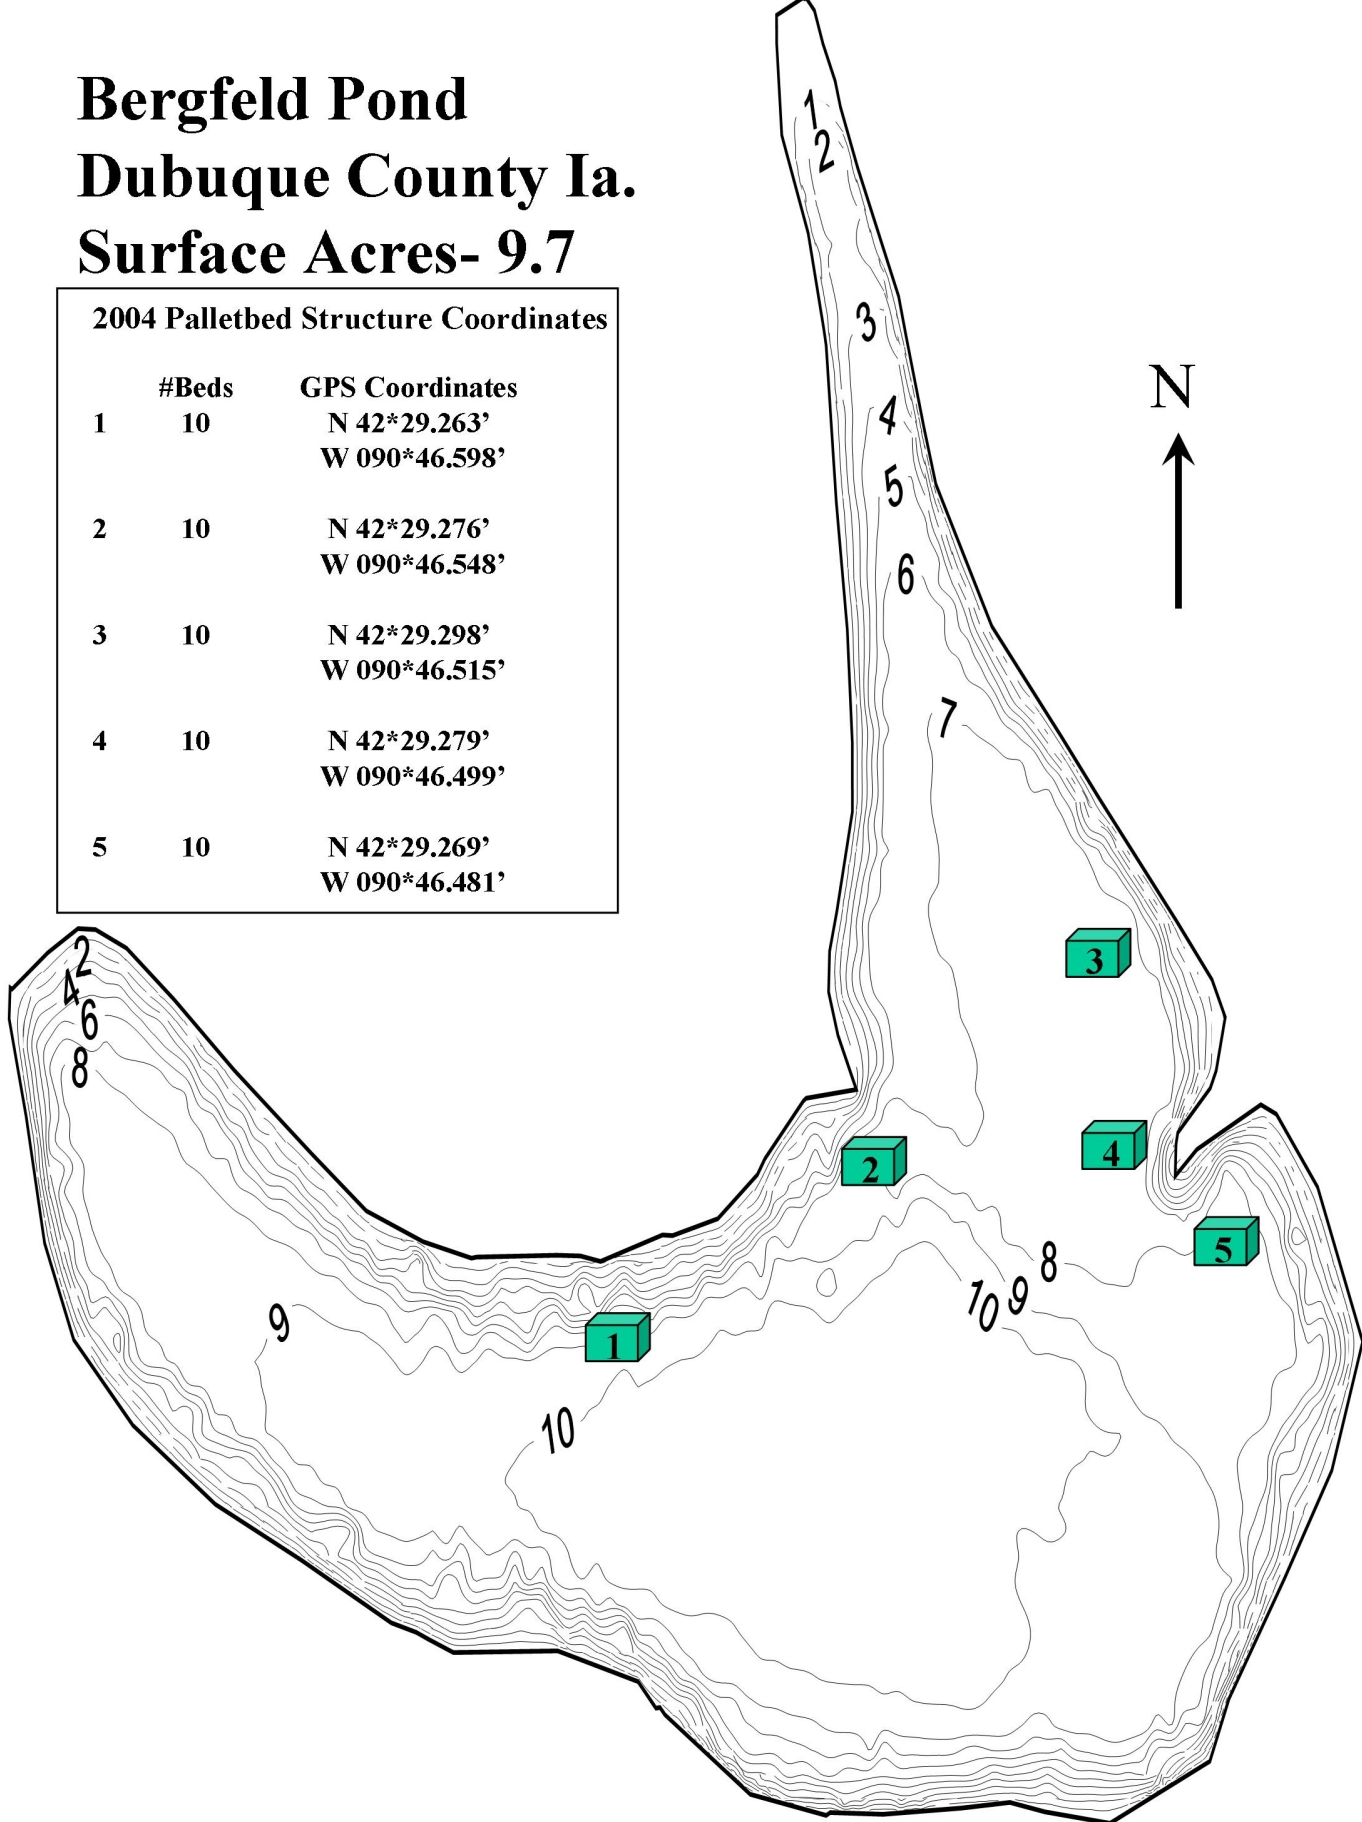 Bergfeld Pond
Dubuque County Ia.
Surface Acres- 9.7
2004 Palletbed Structure Coordinates
#Beds GPS Coordinates
1 10 N 42*29.263’
W 090*46.598’
2 10 N 42*29.276’
W 090*46.548’
3 10 N 42*29.298’
W 090*46.515’
4 10 N 42*29.279’
W 090*46.499’
5 10 N 42*29.269’
W 090*46.481’
1
2
3
4
5
6
7
N
2
4
6
8
3
2
4
5
8
9
10
9
1
10